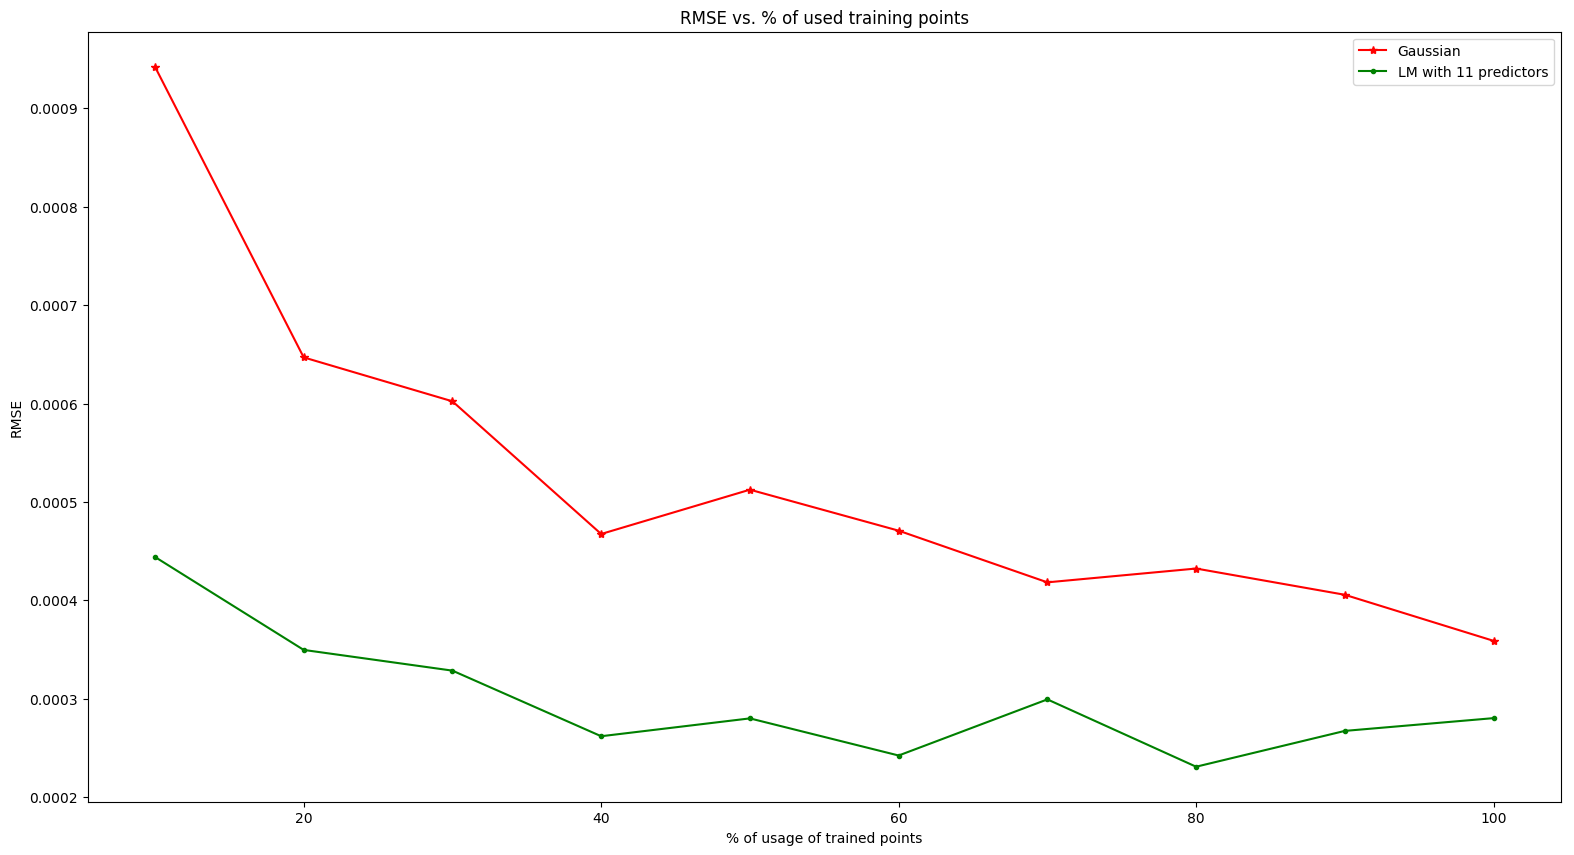 RMSE vs. % of used training points
Gaussian
LM with 11 predictors
0.0009
0.0008
0.0007
0.0006
0.0005
0.0004
0.0003
0.0002
RMSE
20 40 60 80 100
% of usage of trained points